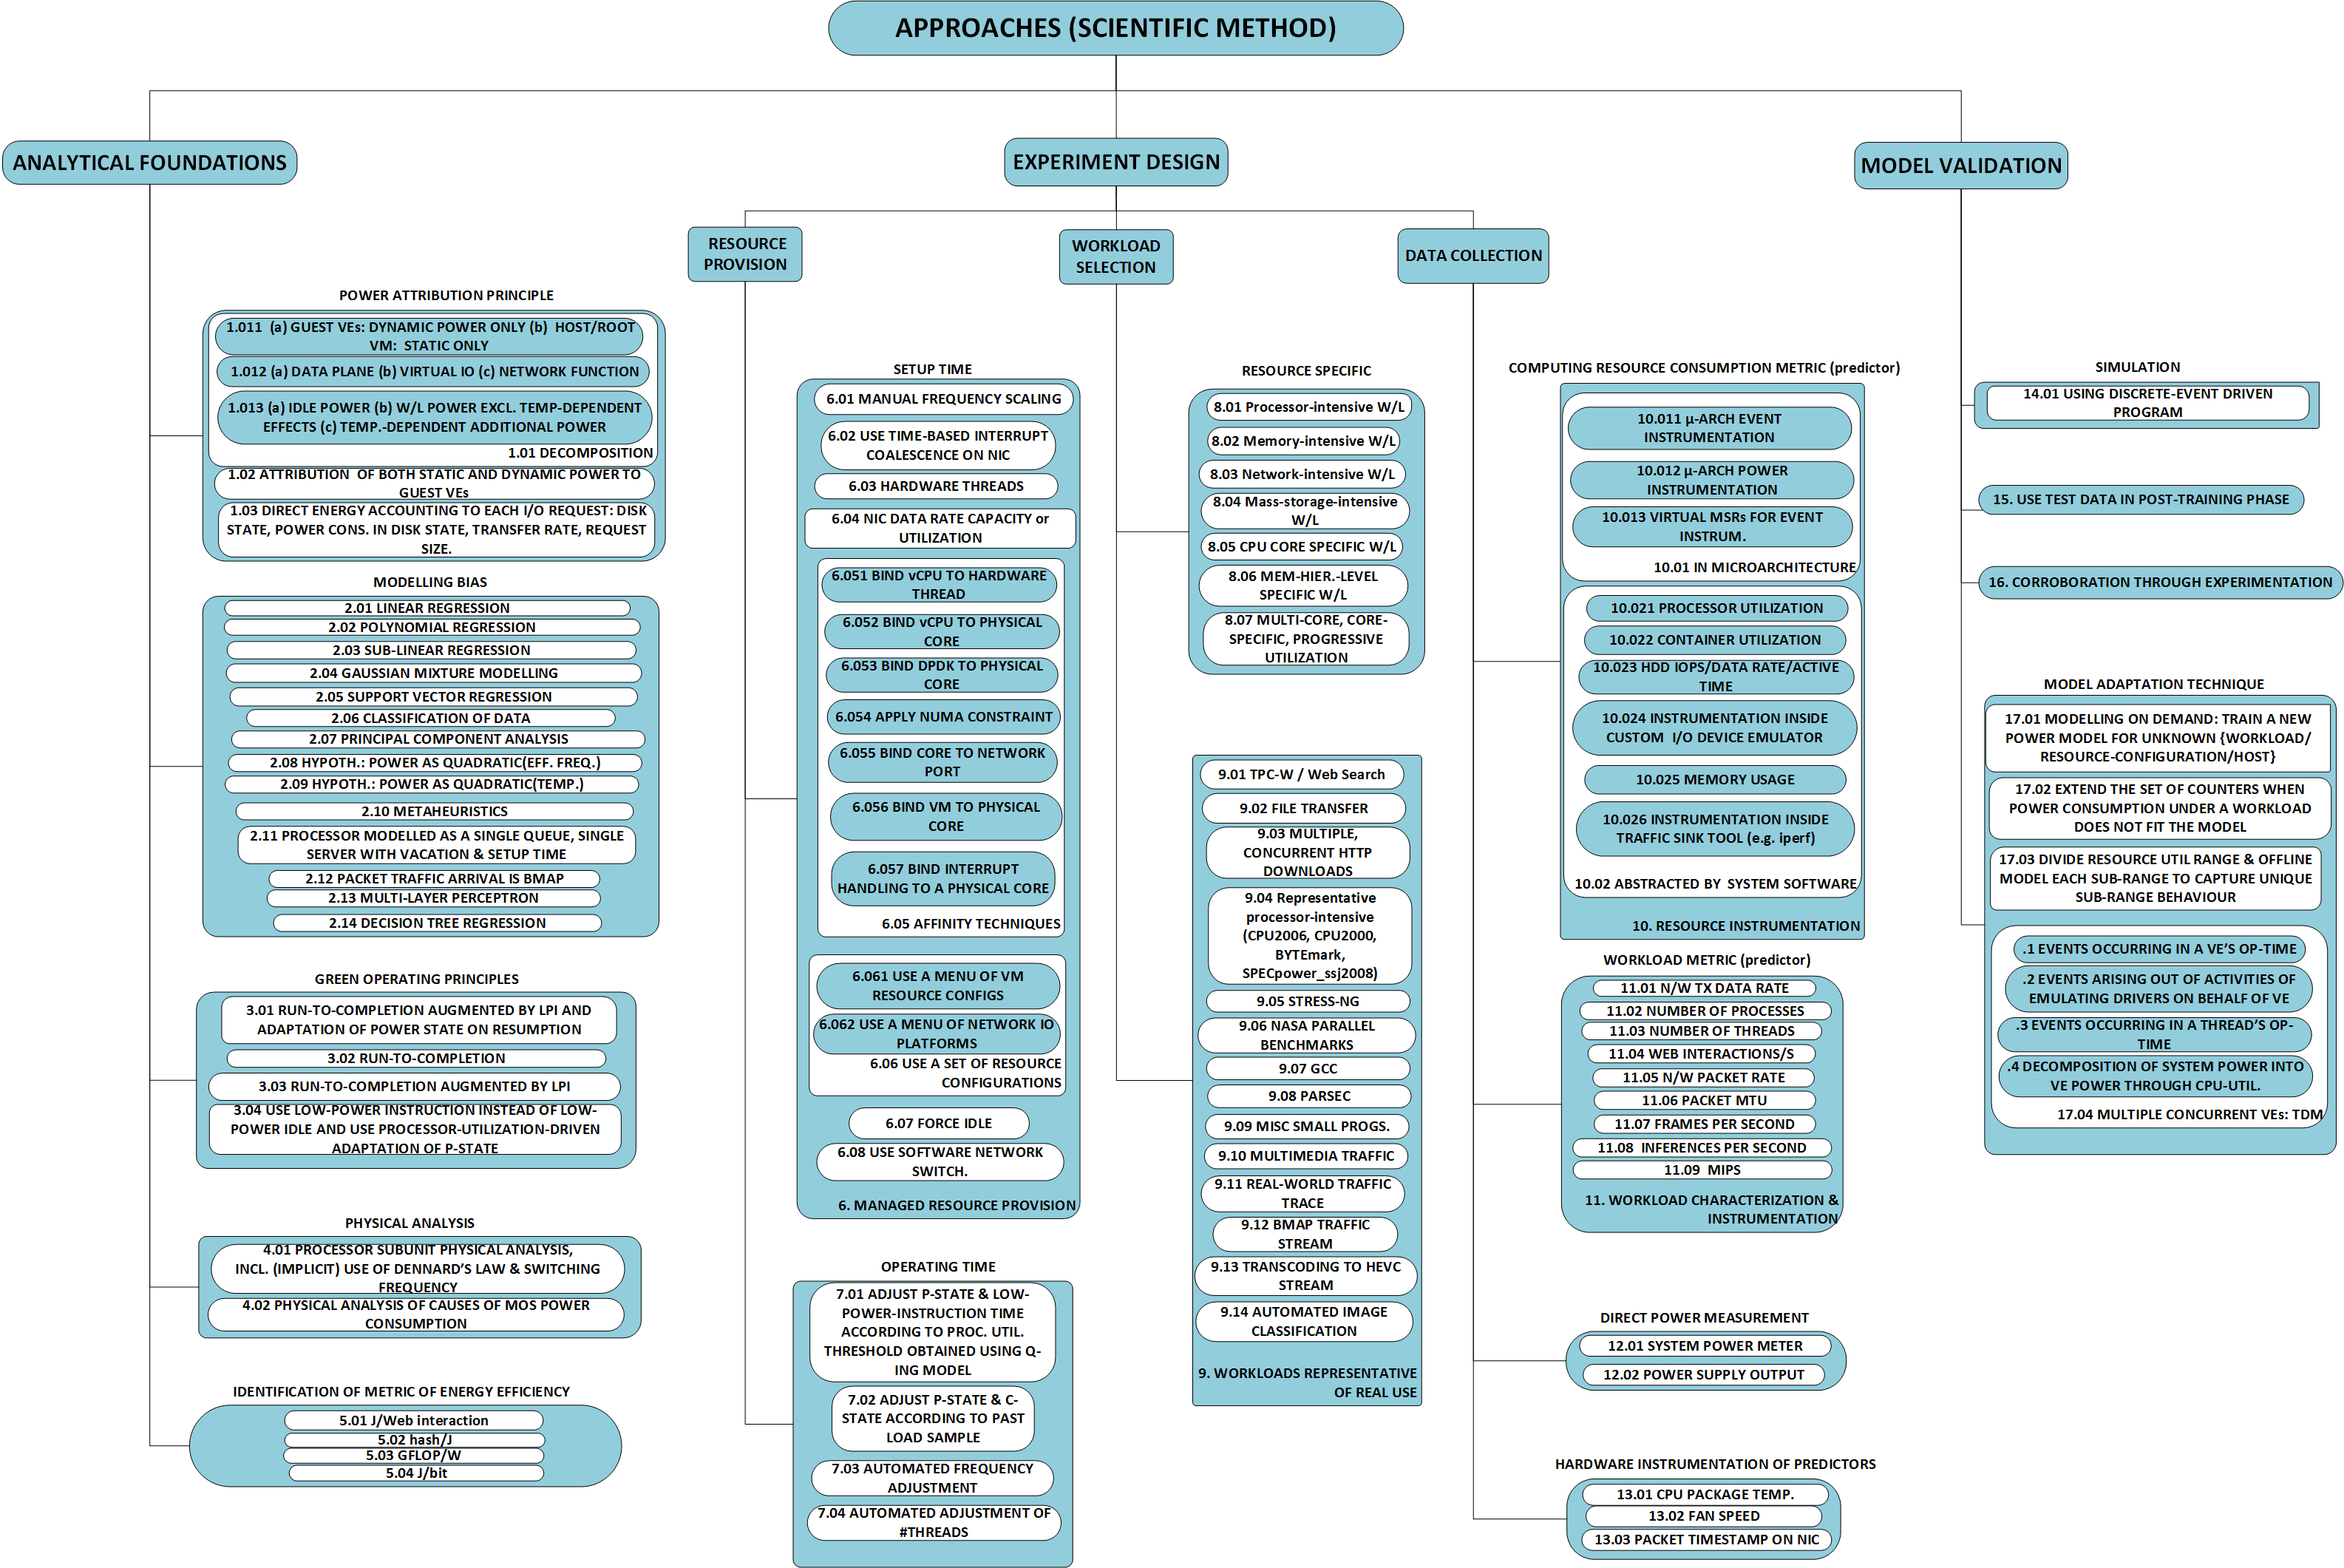 APPROACHES (SCIENTIFIC METHOD)
ANALYTICAL FOUNDATIONS
EXPERIMENT DESIGN
MODEL VALIDATION
POWER ATTRIBUTION PRINCIPLE
1.011 (a) GUEST VEs: DYNAMIC POWER ONLY (b) HOST/ROOT
VM: STATIC ONLY
1.012 (a) DATA PLANE (b) VIRTUAL IO (c) NETWORK FUNCTION
1.013 (a) IDLE POWER (b) W/L POWER EXCL. TEMP-DEPENDENT
EFFECTS (c) TEMP.-DEPENDENT ADDITIONAL POWER
1.01 DECOMPOSITION
1.02 ATTRIBUTION OF BOTH STATIC AND DYNAMIC POWER TO
GUEST VEs
1.03 DIRECT ENERGY ACCOUNTING TO EACH I/O REQUEST: DISK
STATE, POWER CONS. IN DISK STATE, TRANSFER RATE, REQUEST
SIZE.
MODELLING BIAS
2.01 LINEAR REGRESSION
2.02 POLYNOMIAL REGRESSION
2.03 SUB-LINEAR REGRESSION
2.04 GAUSSIAN MIXTURE MODELLING
2.05 SUPPORT VECTOR REGRESSION
2.06 CLASSIFICATION OF DATA
2.07 PRINCIPAL COMPONENT ANALYSIS
2.08 HYPOTH.: POWER AS QUADRATIC(EFF. FREQ.)
2.09 HYPOTH.: POWER AS QUADRATIC(TEMP.)
2.10 METAHEURISTICS
2.11 PROCESSOR MODELLED AS A SINGLE QUEUE, SINGLE
SERVER WITH VACATION & SETUP TIME
2.12 PACKET TRAFFIC ARRIVAL IS BMAP
2.13 MULTI-LAYER PERCEPTRON
2.14 DECISION TREE REGRESSION
GREEN OPERATING PRINCIPLES
3.01 RUN-TO-COMPLETION AUGMENTED BY LPI AND
ADAPTATION OF POWER STATE ON RESUMPTION
3.02 RUN-TO-COMPLETION
3.03 RUN-TO-COMPLETION AUGMENTED BY LPI
3.04 USE LOW-POWER INSTRUCTION INSTEAD OF LOW-
POWER IDLE AND USE PROCESSOR-UTILIZATION-DRIVEN
ADAPTATION OF P-STATE
PHYSICAL ANALYSIS
4.01 PROCESSOR SUBUNIT PHYSICAL ANALYSIS,
INCL. (IMPLICIT) USE OF DENNARD'S LAW & SWITCHING
FREQUENCY
4.02 PHYSICAL ANALYSIS OF CAUSES OF MOS POWER
CONSUMPTION
IDENTIFICATION OF METRIC OF ENERGY EFFICIENCY
5.01 J/Web interaction
5.02 hash/J
5.03 GFLOP/W
5.04 J/bit
RESOURCE
PROVISION
WORKLOAD
SELECTION
DATA COLLECTION
SETUP TIME
6.01 MANUAL FREQUENCY SCALING
6.02 USE TIME-BASED INTERRUPT
COALESCENCE ON NIC
6.03 HARDWARE THREADS
6.04 NIC DATA RATE CAPACITY or
UTILIZATION
6.051 BIND vCPU TO HARDWARE
THREAD
6.052 BIND vCPU TO PHYSICAL
CORE
6.053 BIND DPDK TO PHYSICAL
CORE
6.054 APPLY NUMA CONSTRAINT
6.055 BIND CORE TO NETWORK
PORT
6.056 BIND VM TO PHYSICAL
CORE
6.057 BIND INTERRUPT
HANDLING TO A PHYSICAL CORE
6.05 AFFINITY TECHNIQUES
6.061 USE A MENU OF VM
RESOURCE CONFIGS
6.062 USE A MENU OF NETWORK IO
PLATFORMS
6.06 USE A SET OF RESOURCE
CONFIGURATIONS
6.07 FORCE IDLE
6.08 USE SOFTWARE NETWORK
SWITCH.
6. MANAGED RESOURCE PROVISION
OPERATING TIME
7.01 ADJUST P-STATE & LOW-
POWER-INSTRUCTION TIME
ACCORDING TO PROC. UTIL.
THRESHOLD OBTAINED USING Q-
ING MODEL
7.02 ADJUST P-STATE & C-
STATE ACCORDING TO PAST
LOAD SAMPLE
7.03 AUTOMATED FREQUENCY
ADJUSTMENT
7.04 AUTOMATED ADJUSTMENT OF
#THREADS
RESOURCE SPECIFIC
8.01 Processor-intensive W/L
8.02 Memory-intensive W/L
8.03 Network-intensive W/L
8.04 Mass-storage-intensive
W/L
8.05 CPU CORE SPECIFIC W/L
8.06 MEM-HIER.-LEVEL
SPECIFIC W/L
8.07 MULTI-CORE, CORE-
SPECIFIC, PROGRESSIVE
UTILIZATION
9.01 TPC-W / Web Search
9.02 FILE TRANSFER
9.03 MULTIPLE,
CONCURRENT HTTP
DOWNLOADS
9.04 Representative
processor-intensive
(CPU2006, CPU2000,
BYTEmark,
SPECpower_ssj2008)
9.05 STRESS-NG
9.06 NASA PARALLEL
BENCHMARKS
9.07 GCC
9.08 PARSEC
9.09 MISC SMALL PROGS.
9.10 MULTIMEDIA TRAFFIC
9.11 REAL-WORLD TRAFFIC
TRACE
9.12 BMAP TRAFFIC
STREAM
9.13 TRANSCODING TO HEVC
STREAM
9.14 AUTOMATED IMAGE
CLASSIFICATION
9. WORKLOADS REPRESENTATIVE
OF REAL USE
COMPUTING RESOURCE CONSUMPTION METRIC (predictor)
10.011 μ-ARCH EVENT
INSTRUMENTATION
10.012 μ-ARCH POWER
INSTRUMENTATION
10.013 VIRTUAL MSRs FOR EVENT
INSTRUM.
10.01 IN MICROARCHITECTURE
10.021 PROCESSOR UTILIZATION
10.022 CONTAINER UTILIZATION
10.023 HDD IOPS/DATA RATE/ACTIVE
TIME
10.024 INSTRUMENTATION INSIDE
CUSTOM I/O DEVICE EMULATOR
10.025 MEMORY USAGE
10.026 INSTRUMENTATION INSIDE
TRAFFIC SINK TOOL (e.g. iperf)
10.02 ABSTRACTED BY SYSTEM SOFTWARE
10. RESOURCE INSTRUMENTATION
WORKLOAD METRIC (predictor)
11.01 N/W TX DATA RATE
11.02 NUMBER OF PROCESSES
11.03 NUMBER OF THREADS
11.04 WEB INTERACTIONS/S
11.05 N/W PACKET RATE
11.06 PACKET MTU
11.07 FRAMES PER SECOND
11.08 INFERENCES PER SECOND
11.09 MIPS
11. WORKLOAD CHARACTERIZATION &
INSTRUMENTATION
DIRECT POWER MEASUREMENT
12.01 SYSTEM POWER METER
12.02 POWER SUPPLY OUTPUT
HARDWARE INSTRUMENTATION OF PREDICTORS
13.01 CPU PACKAGE TEMP.
13.02 FAN SPEED
13.03 PACKET TIMESTAMP ON NIC
SIMULATION
14.01 USING DISCRETE-EVENT DRIVEN
PROGRAM
15. USE TEST DATA IN POST-TRAINING PHASE
16. CORROBORATION THROUGH EXPERIMENTATION
MODEL ADAPTATION TECHNIQUE
17.01 MODELLING ON DEMAND: TRAIN A NEW
POWER MODEL FOR UNKNOWN {WORKLOAD/
RESOURCE-CONFIGURATION/HOST}
17.02 EXTEND THE SET OF COUNTERS WHEN
POWER CONSUMPTION UNDER A WORKLOAD
DOES NOT FIT THE MODEL
17.03 DIVIDE RESOURCE UTIL RANGE & OFFLINE
MODEL EACH SUB-RANGE TO CAPTURE UNIQUE
SUB-RANGE BEHAVIOUR
.1 EVENTS OCCURRING IN A VE'S OP-TIME
.2 EVENTS ARISING OUT OF ACTIVITIES OF
EMULATING DRIVERS ON BEHALF OF VE
.3 EVENTS OCCURRING IN A THREAD'S OP-
TIME
.4 DECOMPOSITION OF SYSTEM POWER INTO
VE POWER THROUGH CPU-UTIL.
17.04 MULTIPLE CONCURRENT VEs: TDM